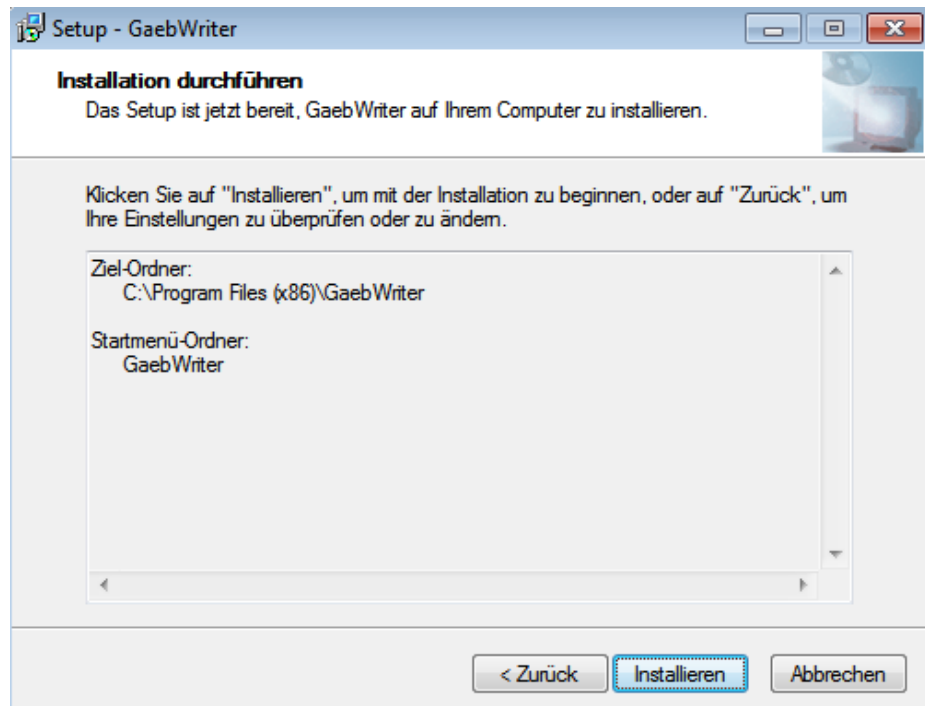 Setup - GaebWriter
Installation durchführen
Das Setup ist jetzt bereit, GaebWriter auf Ihrem Computer zu installieren.
Klicken Sie auf "Installieren", um mit der Installation zu beginnen, oder auf "Zurück", um
Ihre Einstellungen zu überprüfen oder zu ändern.
Ziel-Ordner:
C:\Program Files (x86)\GaebWriter
Startmenü-Ordner:
GaebWriter
< Zurück
Installieren
Abbrechen